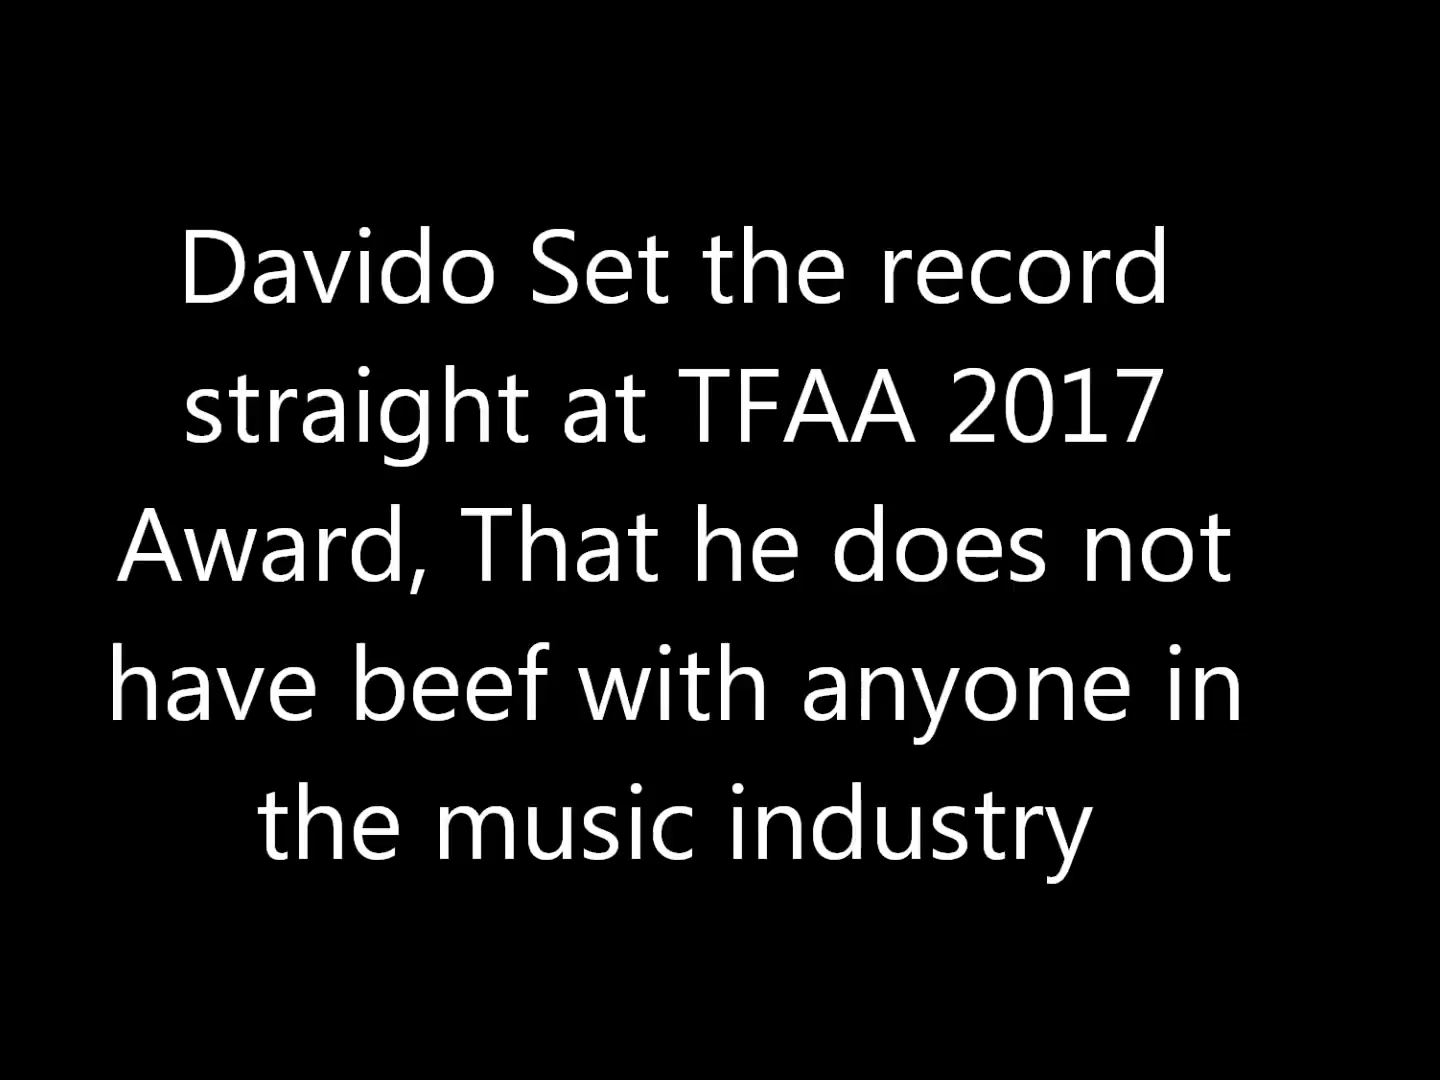 Davido Set the record
straight at TFAA 2017
Award, That he does not
have beef with anyone in
the music industry